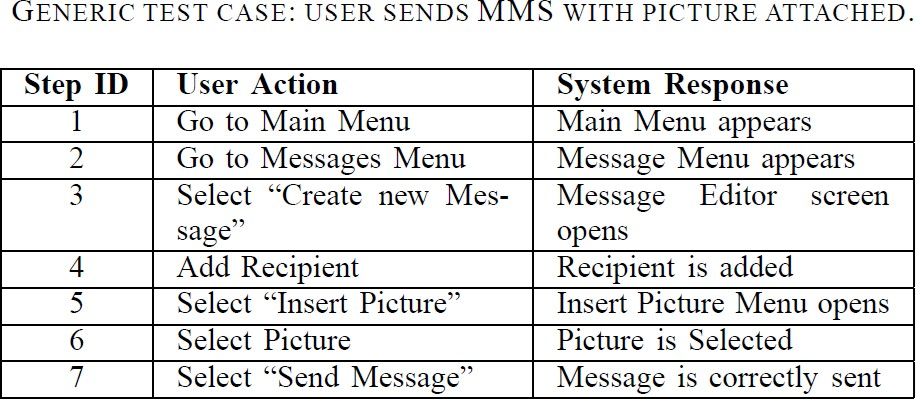 GENERIC TEST CASE: USER SENDS MMS WITH PICTURE ATTACHED.
Step ID User Action System Response
1 Go to Main Menu Main Menu appears
2 Go to Messages Menu Message Menu appears
3 Select “Create new Mes- Message Editor screen
sage” opens
4 Add Recipient Recipient is added
5 Select “Insert Picture” Insert Picture Menu opens
6 Select Picture Picture is Selected
7 Select “Send Message” Message is correctly sent